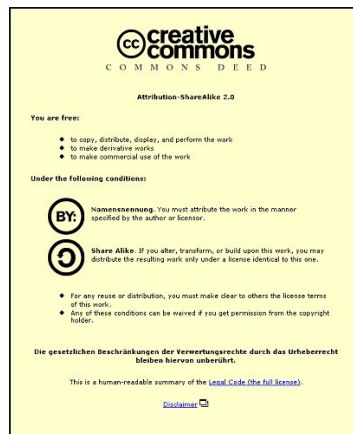 cc creative
commons
COMMONS DEED
Attribution-ShareAlike 2.0
You are free:
to copy, distribute, display, and perform the work
to make derivative works
to make commercial use of the work
Under the following conditions:
BY:
Namensnennung. You must attribute the work in the manner
specified by the author or licensor.
Share Alike. If you alter, transform, or build upon this work, you may
distribute the resulting work only under a license identical to this one.
For any reuse or distribution, you must make clear to others the license terms
of this work.
Any of these conditions can be waived if you get permission from the copyright
holder.
Die gesetzlichen Beschränkungen der Verwertungsrechte durch das Urheberrecht
bleiben hiervon unberührt.
This is a human-readable summary of the Legal Code (the full license).
Disclaimer